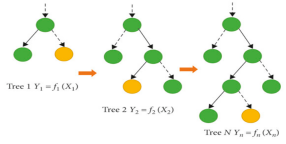 Tree 1 Y₁ = f₁ (X₁)
Tree 2 Y₂ = f₂ (X₂)
Tree N Yₙ = fₙ (Xₙ)